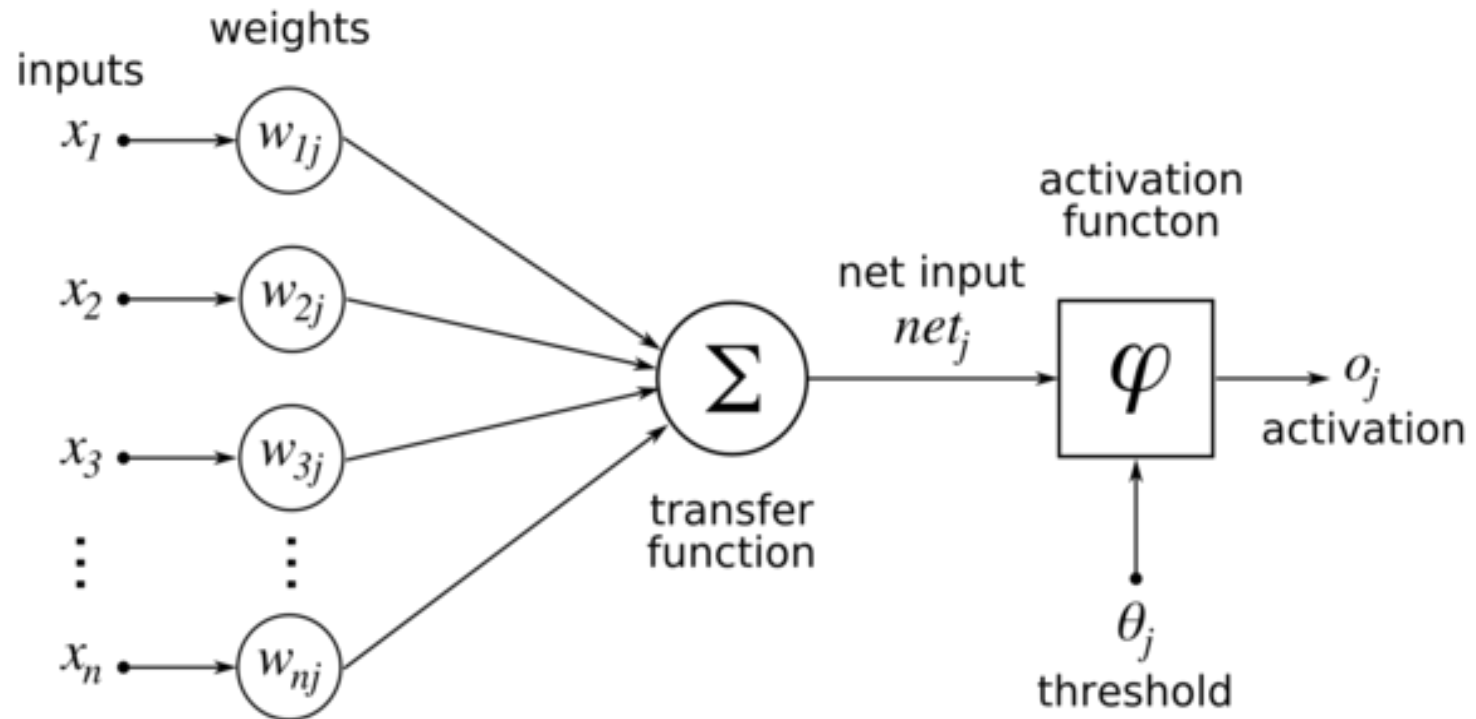 weights
inputs
x₁
w₁ⱼ
x₂
w₂ⱼ
x₃
w₃ⱼ
⋮ ⋮
xₙ
wₙⱼ
Σ
transfer
function
net input
netⱼ
activation
functon
φ
oⱼ
activation
θⱼ
threshold